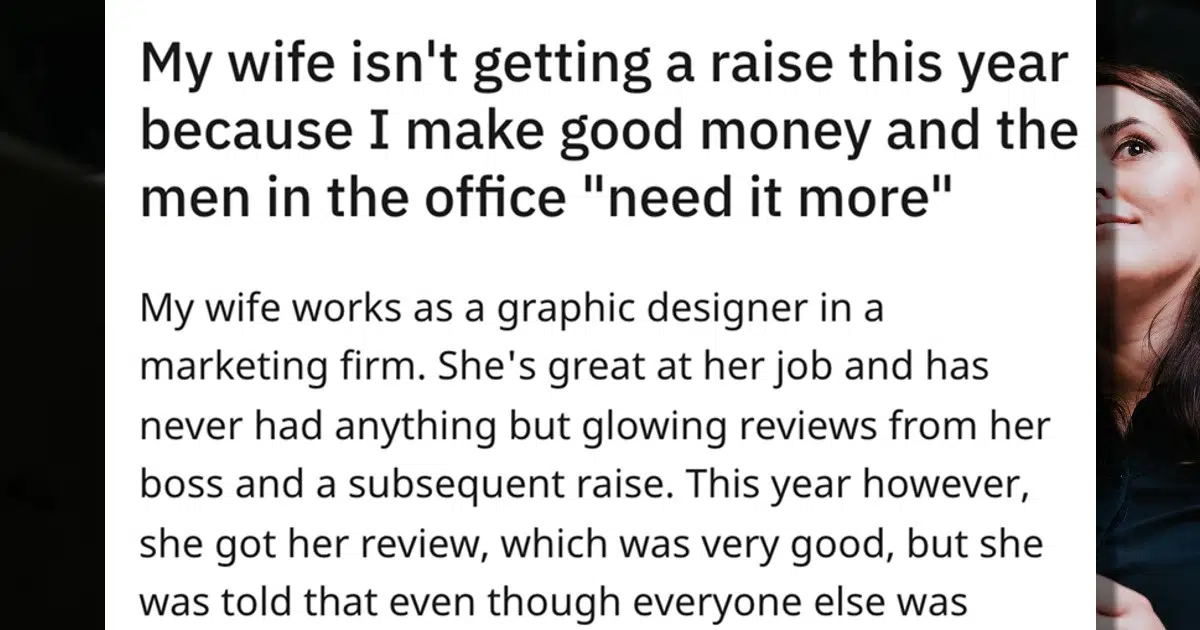 My wife isn't getting a raise this year
because I make good money and the
men in the office "need it more"
My wife works as a graphic designer in a
marketing firm. She's great at her job and has
never had anything but glowing reviews from her
boss and a subsequent raise. This year however,
she got her review, which was very good, but she
was told that even though everyone else was